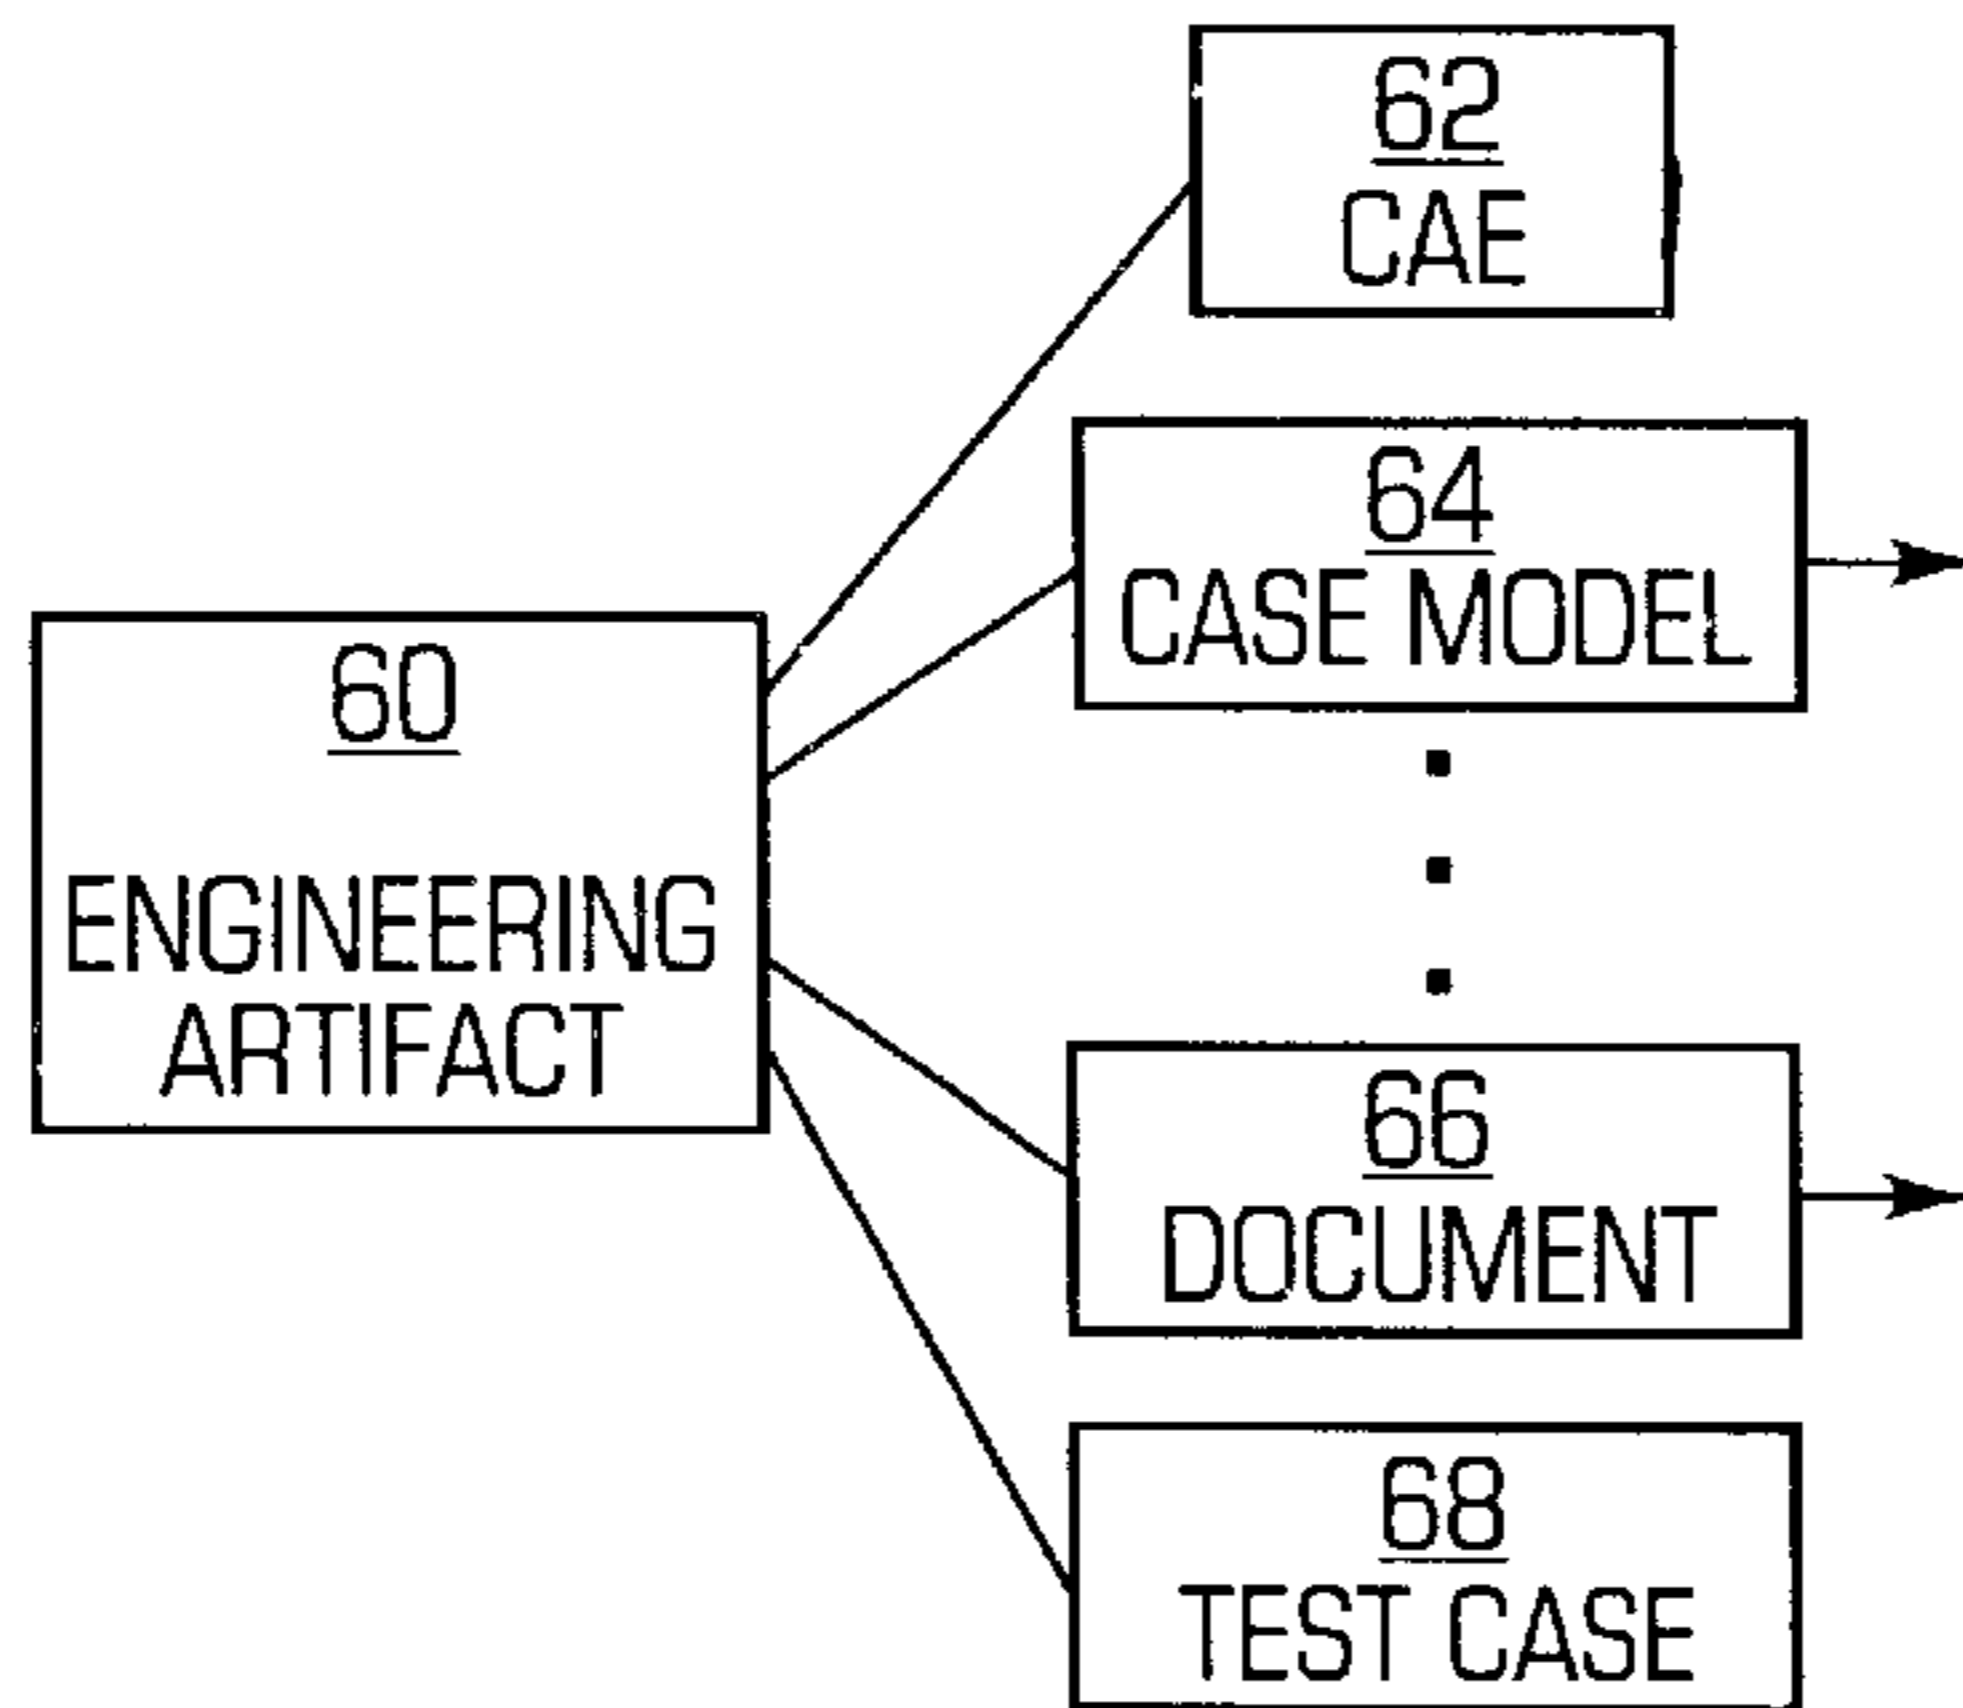 62
CAE
64
CASE MODEL
60
ENGINEERING
ARTIFACT
66
DOCUMENT
68
TEST CASE